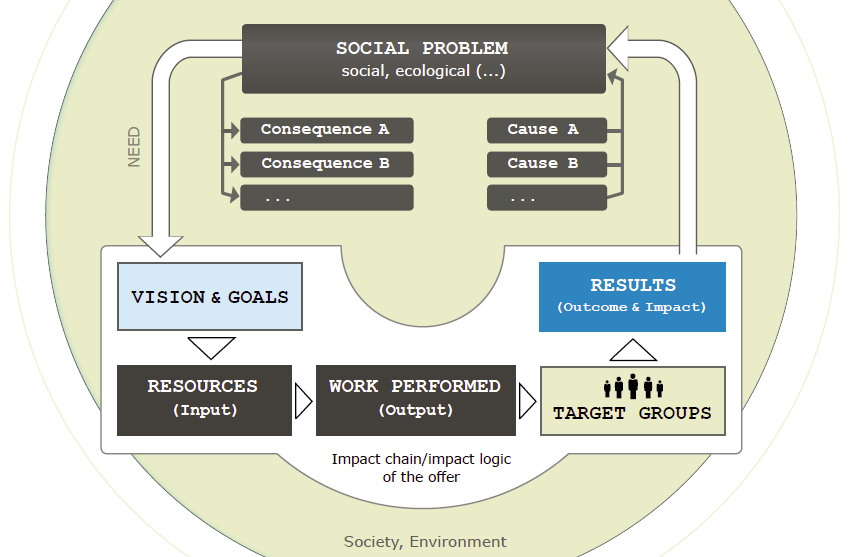 SOCIAL PROBLEM
social, ecological (...)
NEED
Consequence A
Cause A
Consequence B
Cause B
...
...
VISION & GOALS
RESULTS
(Outcome & Impact)
RESOURCES
(Input)
WORK PERFORMED
(Output)
TARGET GROUPS
Impact chain/impact logic
of the offer
Society, Environment